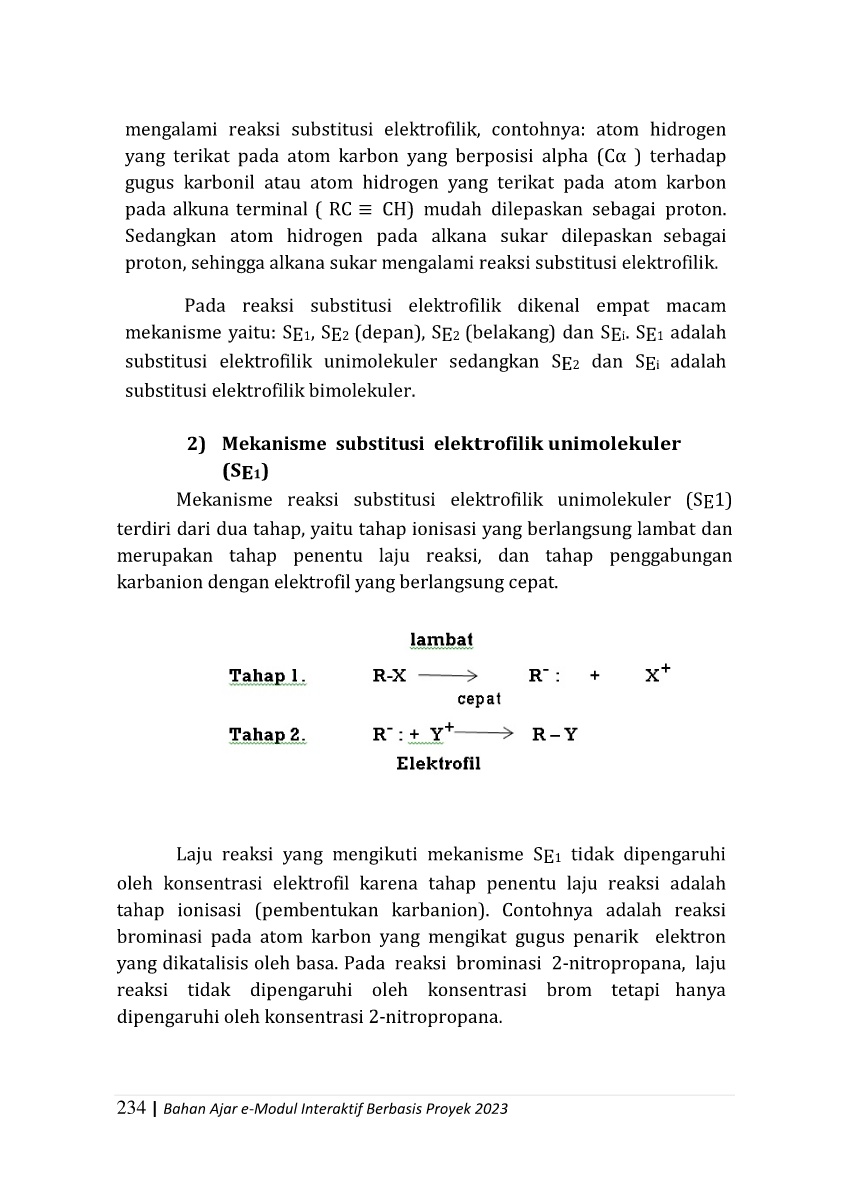 mengalami reaksi substitusi elektrofilik, contohnya: atom hidrogen
yang terikat pada atom karbon yang berposisi alpha (Cα ) terhadap
gugus karbonil atau atom hidrogen yang terikat pada atom karbon
pada alkuna terminal ( RC ≡ CH) mudah dilepaskan sebagai proton.
Sedangkan atom hidrogen pada alkana sukar dilepaskan sebagai
proton, sehingga alkana sukar mengalami reaksi substitusi elektrofilik.
Pada reaksi substitusi elektrofilik dikenal empat macam
mekanisme yaitu: SE1, SE2 (depan), SE2 (belakang) dan SEi. SE1 adalah
substitusi elektrofilik unimolekuler sedangkan SE2 dan SEi adalah
substitusi elektrofilik bimolekuler.
2) Mekanisme substitusi elektrofilik unimolekuler
(SE1)
Mekanisme reaksi substitusi elektrofilik unimolekuler (SE1)
terdiri dari dua tahap, yaitu tahap ionisasi yang berlangsung lambat dan
merupakan tahap penentu laju reaksi, dan tahap penggabungan
karbanion dengan elektrofil yang berlangsung cepat.
lambat
Tahap 1. R-X ⟶ R⁻ : + X⁺
cepat
Tahap 2. R⁻ : + Y⁺ ⟶ R – Y
Elektrofil
Laju reaksi yang mengikuti mekanisme SE1 tidak dipengaruhi
oleh konsentrasi elektrofil karena tahap penentu laju reaksi adalah
tahap ionisasi (pembentukan karbanion). Contohnya adalah reaksi
brominasi pada atom karbon yang mengikat gugus penarik elektron
yang dikatalisis oleh basa. Pada reaksi brominasi 2-nitropropana, laju
reaksi tidak dipengaruhi oleh konsentrasi brom tetapi hanya
dipengaruhi oleh konsentrasi 2-nitropropana.
234 | Bahan Ajar e-Modul Interaktif Berbasis Proyek 2023